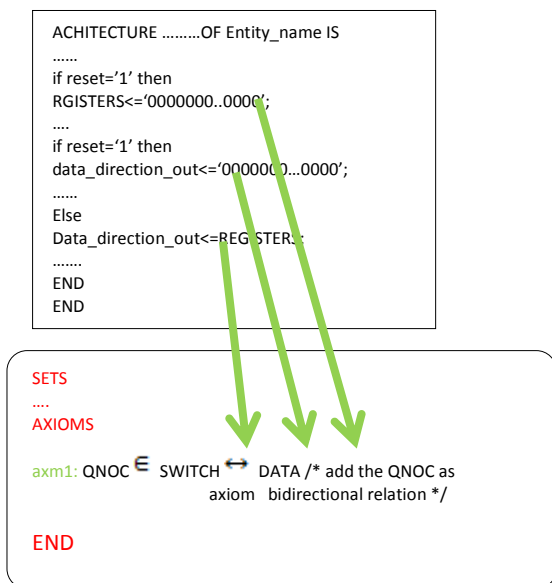 ACHITECTURE ………OF Entity_name IS
……
if reset=’1’ then
RGISTERS<=‘0000000..0000’;
….
if reset=‘1’ then
data_direction_out<=‘0000000…0000’;
……
Else
Data_direction_out<=REGISTERS;
…….
END
END
SETS
….
AXIOMS
axm1: QNOC ∈ SWITCH ↔ DATA /* add the QNOC as
axiom bidirectional relation */
END